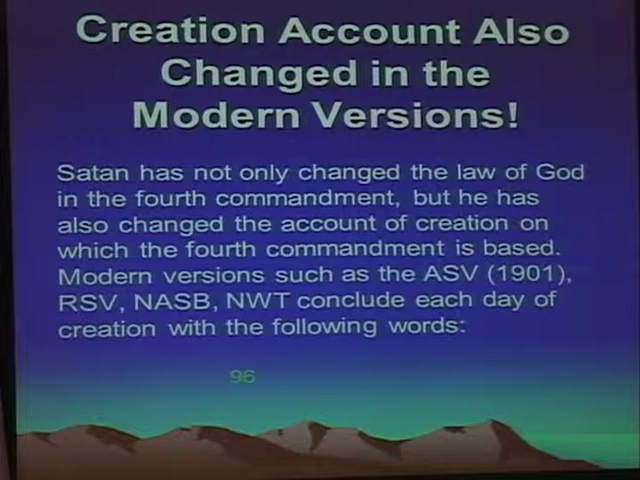 Creation Account Also
Changed in the
Modern Versions!
Satan has not only changed the law of God
in the fourth commandment, but he has
also changed the account of creation on
which the fourth commandment is based.
Modern versions such as the ASV (1901),
RSV, NASB, NWT conclude each day of
creation with the following words:
96